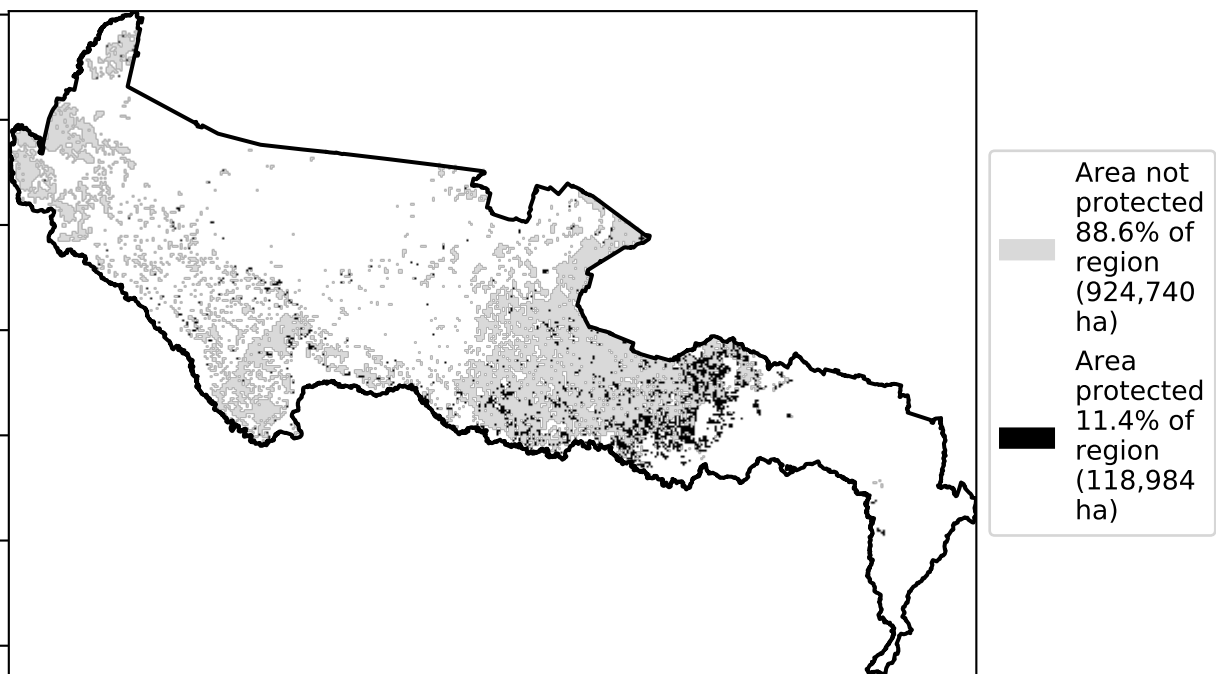 Area not
protected
88.6% of
region
(924,740
ha)
Area
protected
11.4% of
region
(118,984
ha)